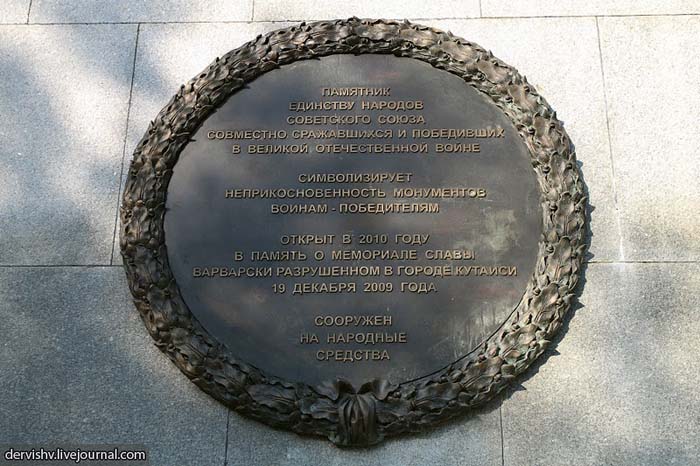 ПАМЯТНИК
ЕДИНСТВУ НАРОДОВ
СОВЕТСКОГО СОЮЗА
СОВМЕСТНО СРАЖАВШИХСЯ И ПОБЕДИВШИХ
В ВЕЛИКОЙ ОТЕЧЕСТВЕННОЙ ВОЙНЕ
СИМВОЛИЗИРУЕТ
НЕПРИКОСНОВЕННОСТЬ МОНУМЕНТОВ
ВОИНАМ - ПОБЕДИТЕЛЯМ
ОТКРЫТ В 2010 ГОДУ
В ПАМЯТЬ О МЕМОРИАЛЕ СЛАВЫ
ВАРВАРСКИ РАЗРУШЕННОМ В ГОРОДЕ КУТАИСИ
19 ДЕКАБРЯ 2009 ГОДА
СООРУЖЕН
НА НАРОДНЫЕ
СРЕДСТВА
dervishv.livejournal.com